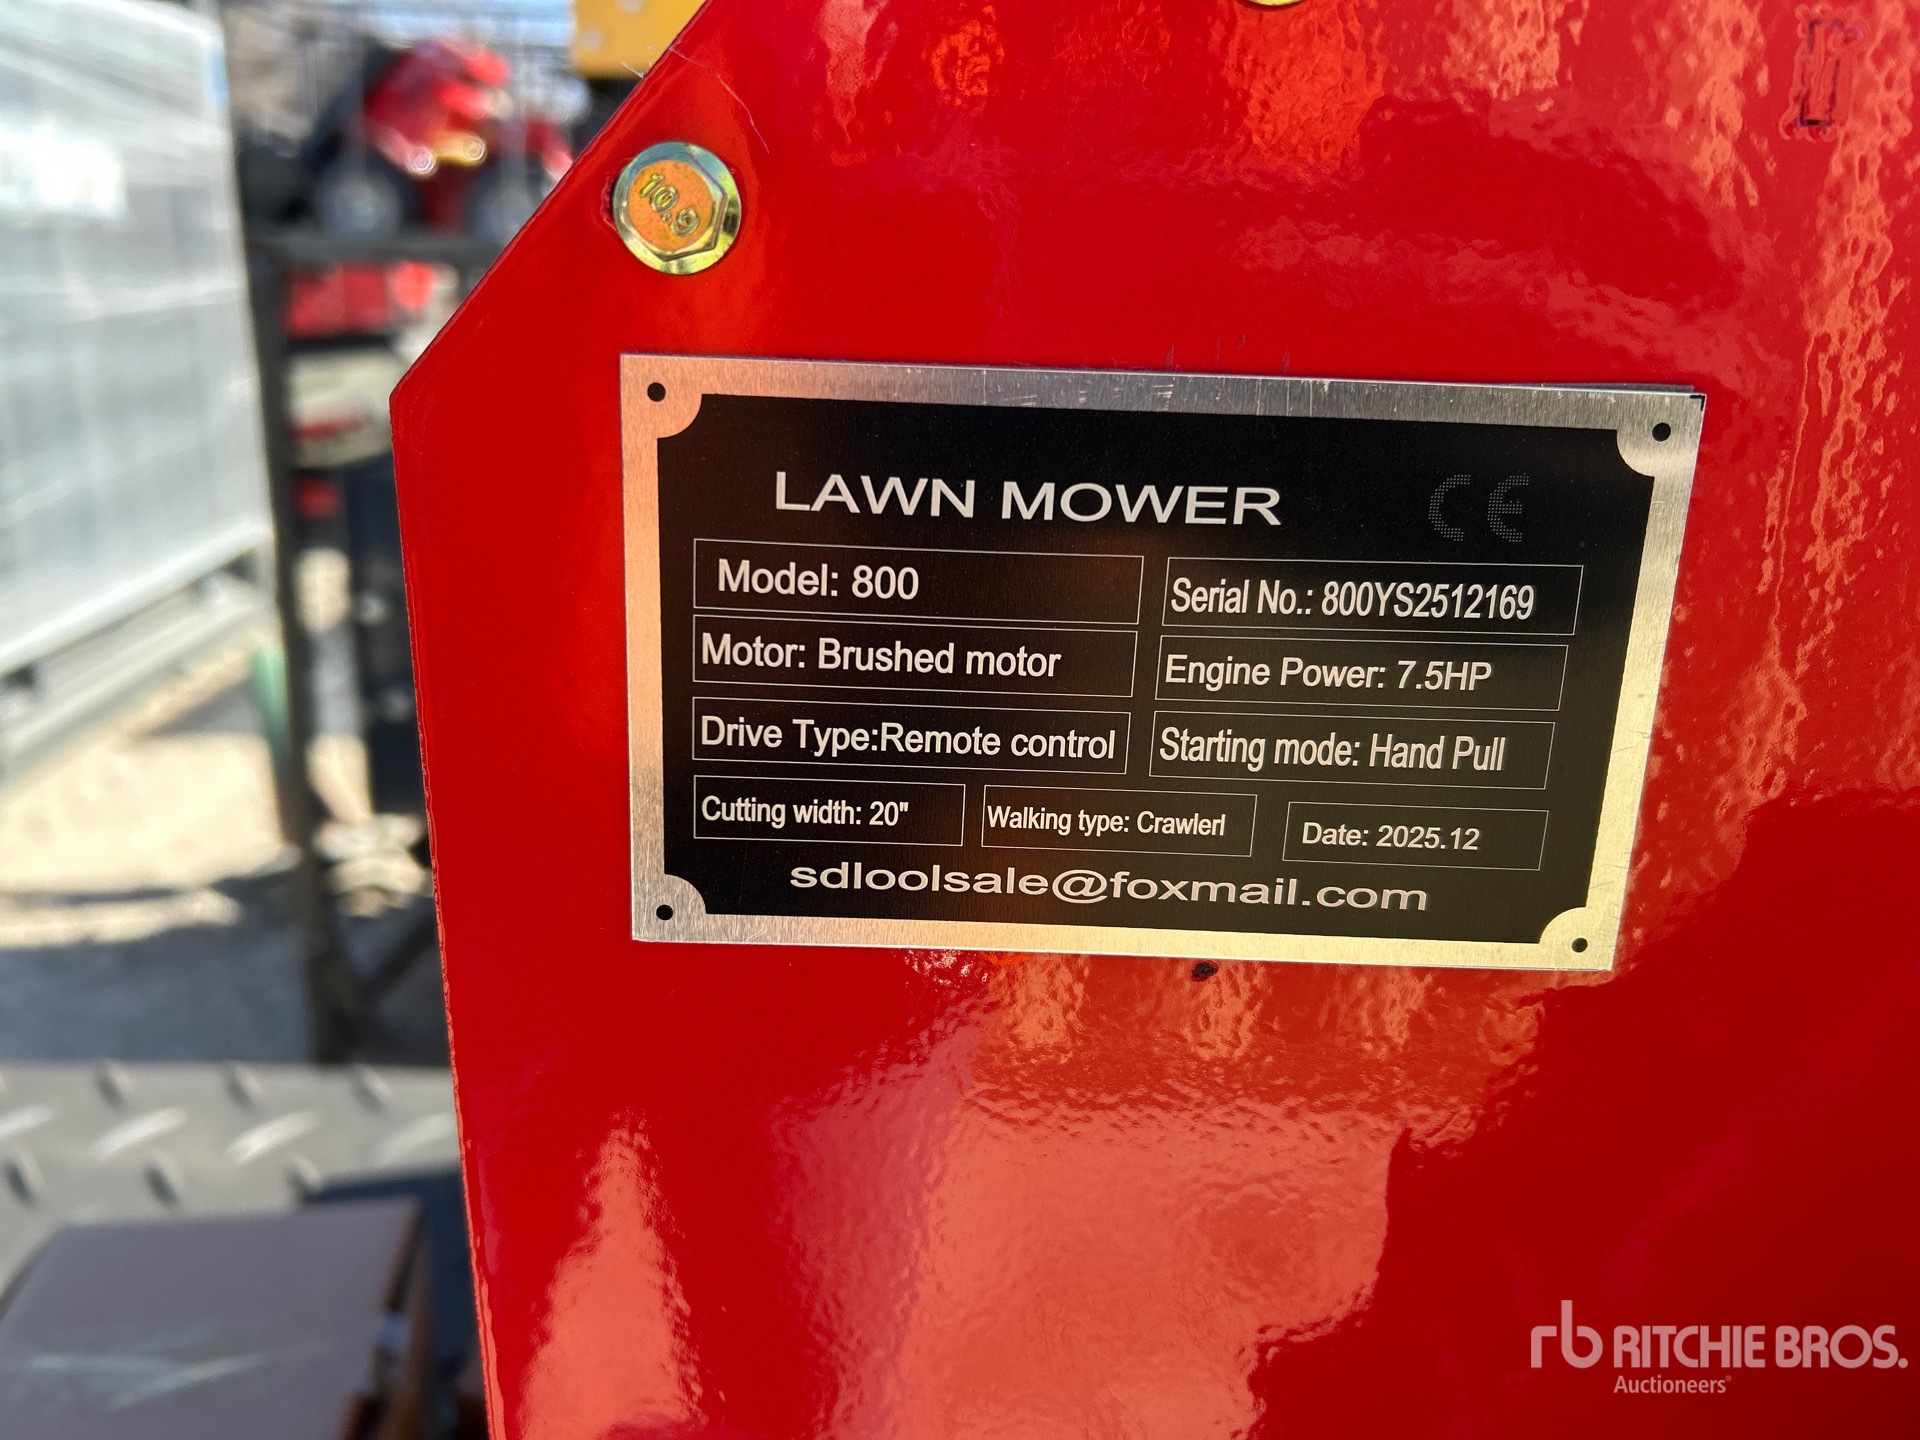 10.9
LAWN MOWER CE
Model: 800 Serial No.: 800YS2512169
Motor: Brushed motor Engine Power: 7.5HP
Drive Type:Remote control Starting mode: Hand Pull
Cutting width: 20" Walking type: Crawlerl Date: 2025.12
sdloolsale@foxmail.com
rb RITCHIE BROS.
Auctioneers®